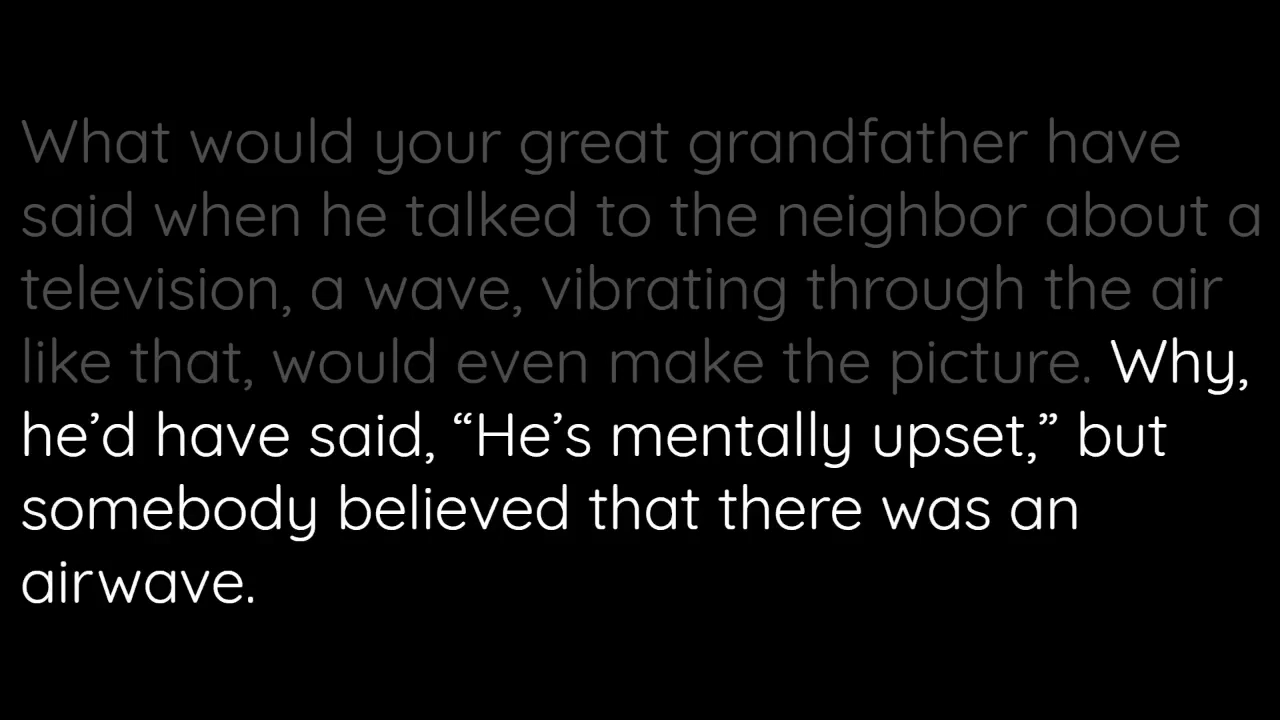 What would your great grandfather have
said when he talked to the neighbor about a
television, a wave, vibrating through the air
like that, would even make the picture. Why,
he’d have said, “He’s mentally upset,” but
somebody believed that there was an
airwave.